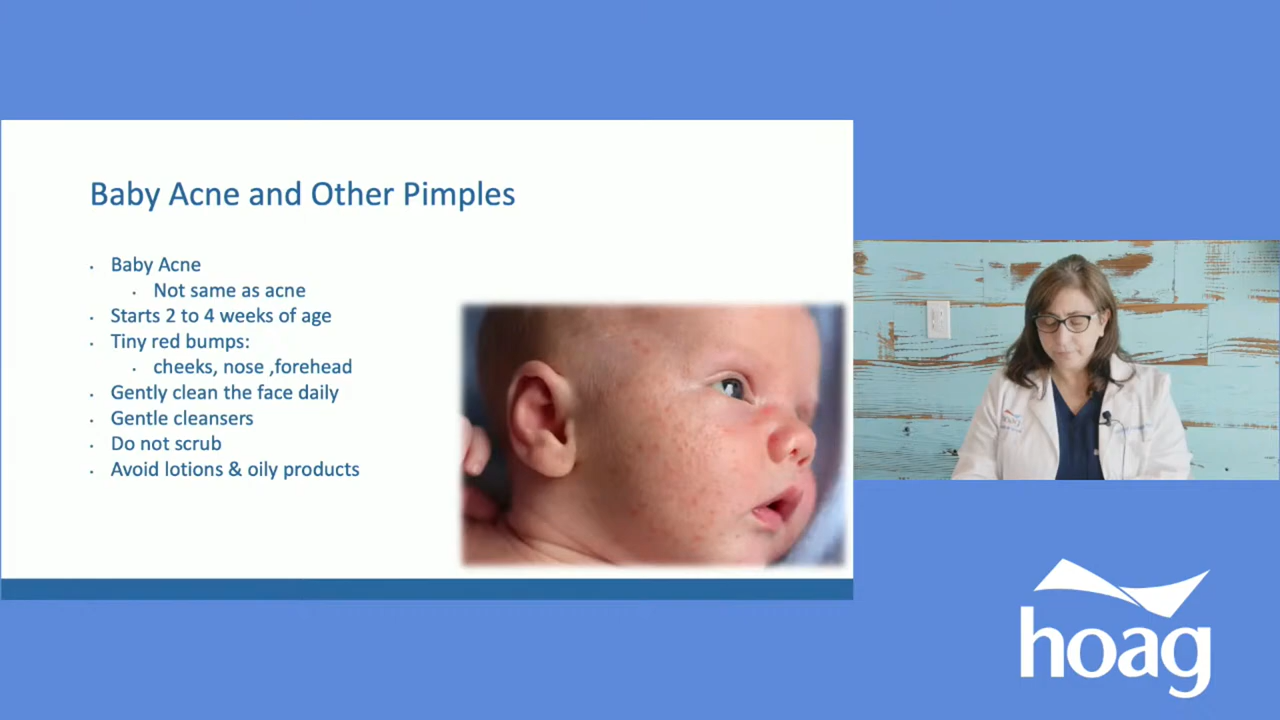 Baby Acne and Other Pimples
• Baby Acne
• Not same as acne
• Starts 2 to 4 weeks of age
• Tiny red bumps:
• cheeks, nose ,forehead
• Gently clean the face daily
• Gentle cleansers
• Do not scrub
• Avoid lotions & oily products
hoag
hoag